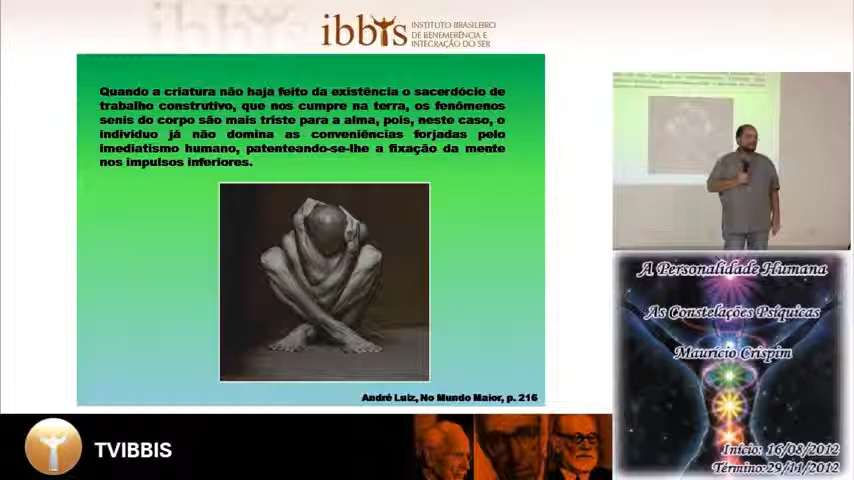 ibbis
INSTITUTO BRASILEIRO
DE BENEMERÊNCIA E
INTEGRAÇÃO DO SER
Quando a criatura não haja feito da existência o sacerdócio de
trabalho construtivo, que nos cumpre na terra, os fenômenos
senis do corpo são mais triste para a alma, pois, neste caso, o
indivíduo já não domina as conveniências forjadas pelo
imediatismo humano, patenteando-se-lhe a fixação da mente
nos impulsos inferiores.
André Luiz, No Mundo Maior, p. 216
A Personalidade Humana
As Constelações Psíquicas
Maurício Crispim
Início: 16/08/2012
Término:29/11/2012
TVIBBIS